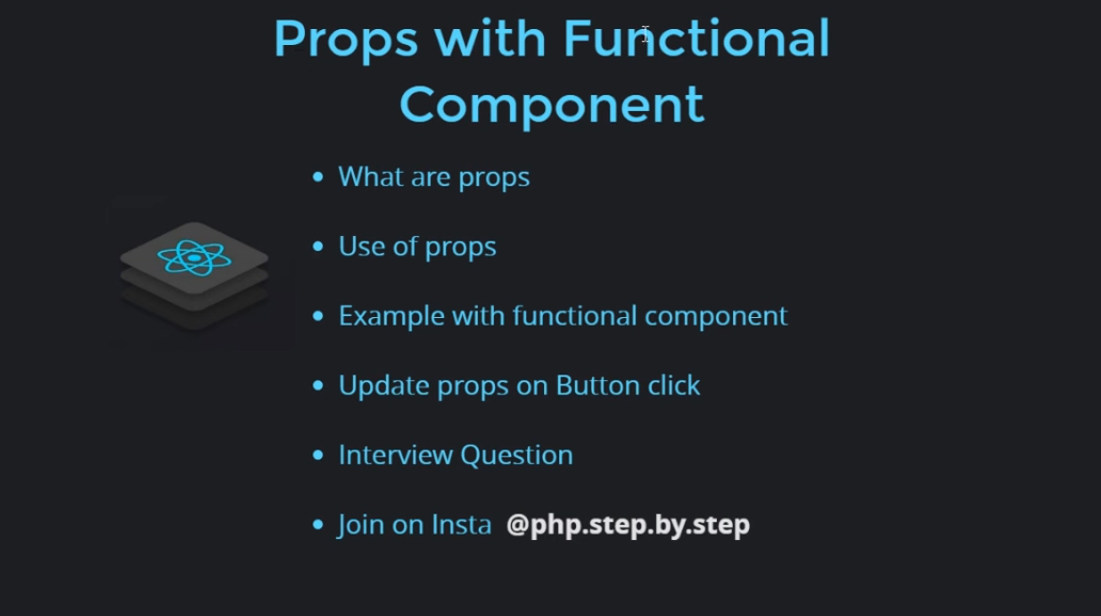 Props with Functional
Component
What are props
Use of props
Example with functional component
Update props on Button click
Interview Question
Join on Insta @php.step.by.step